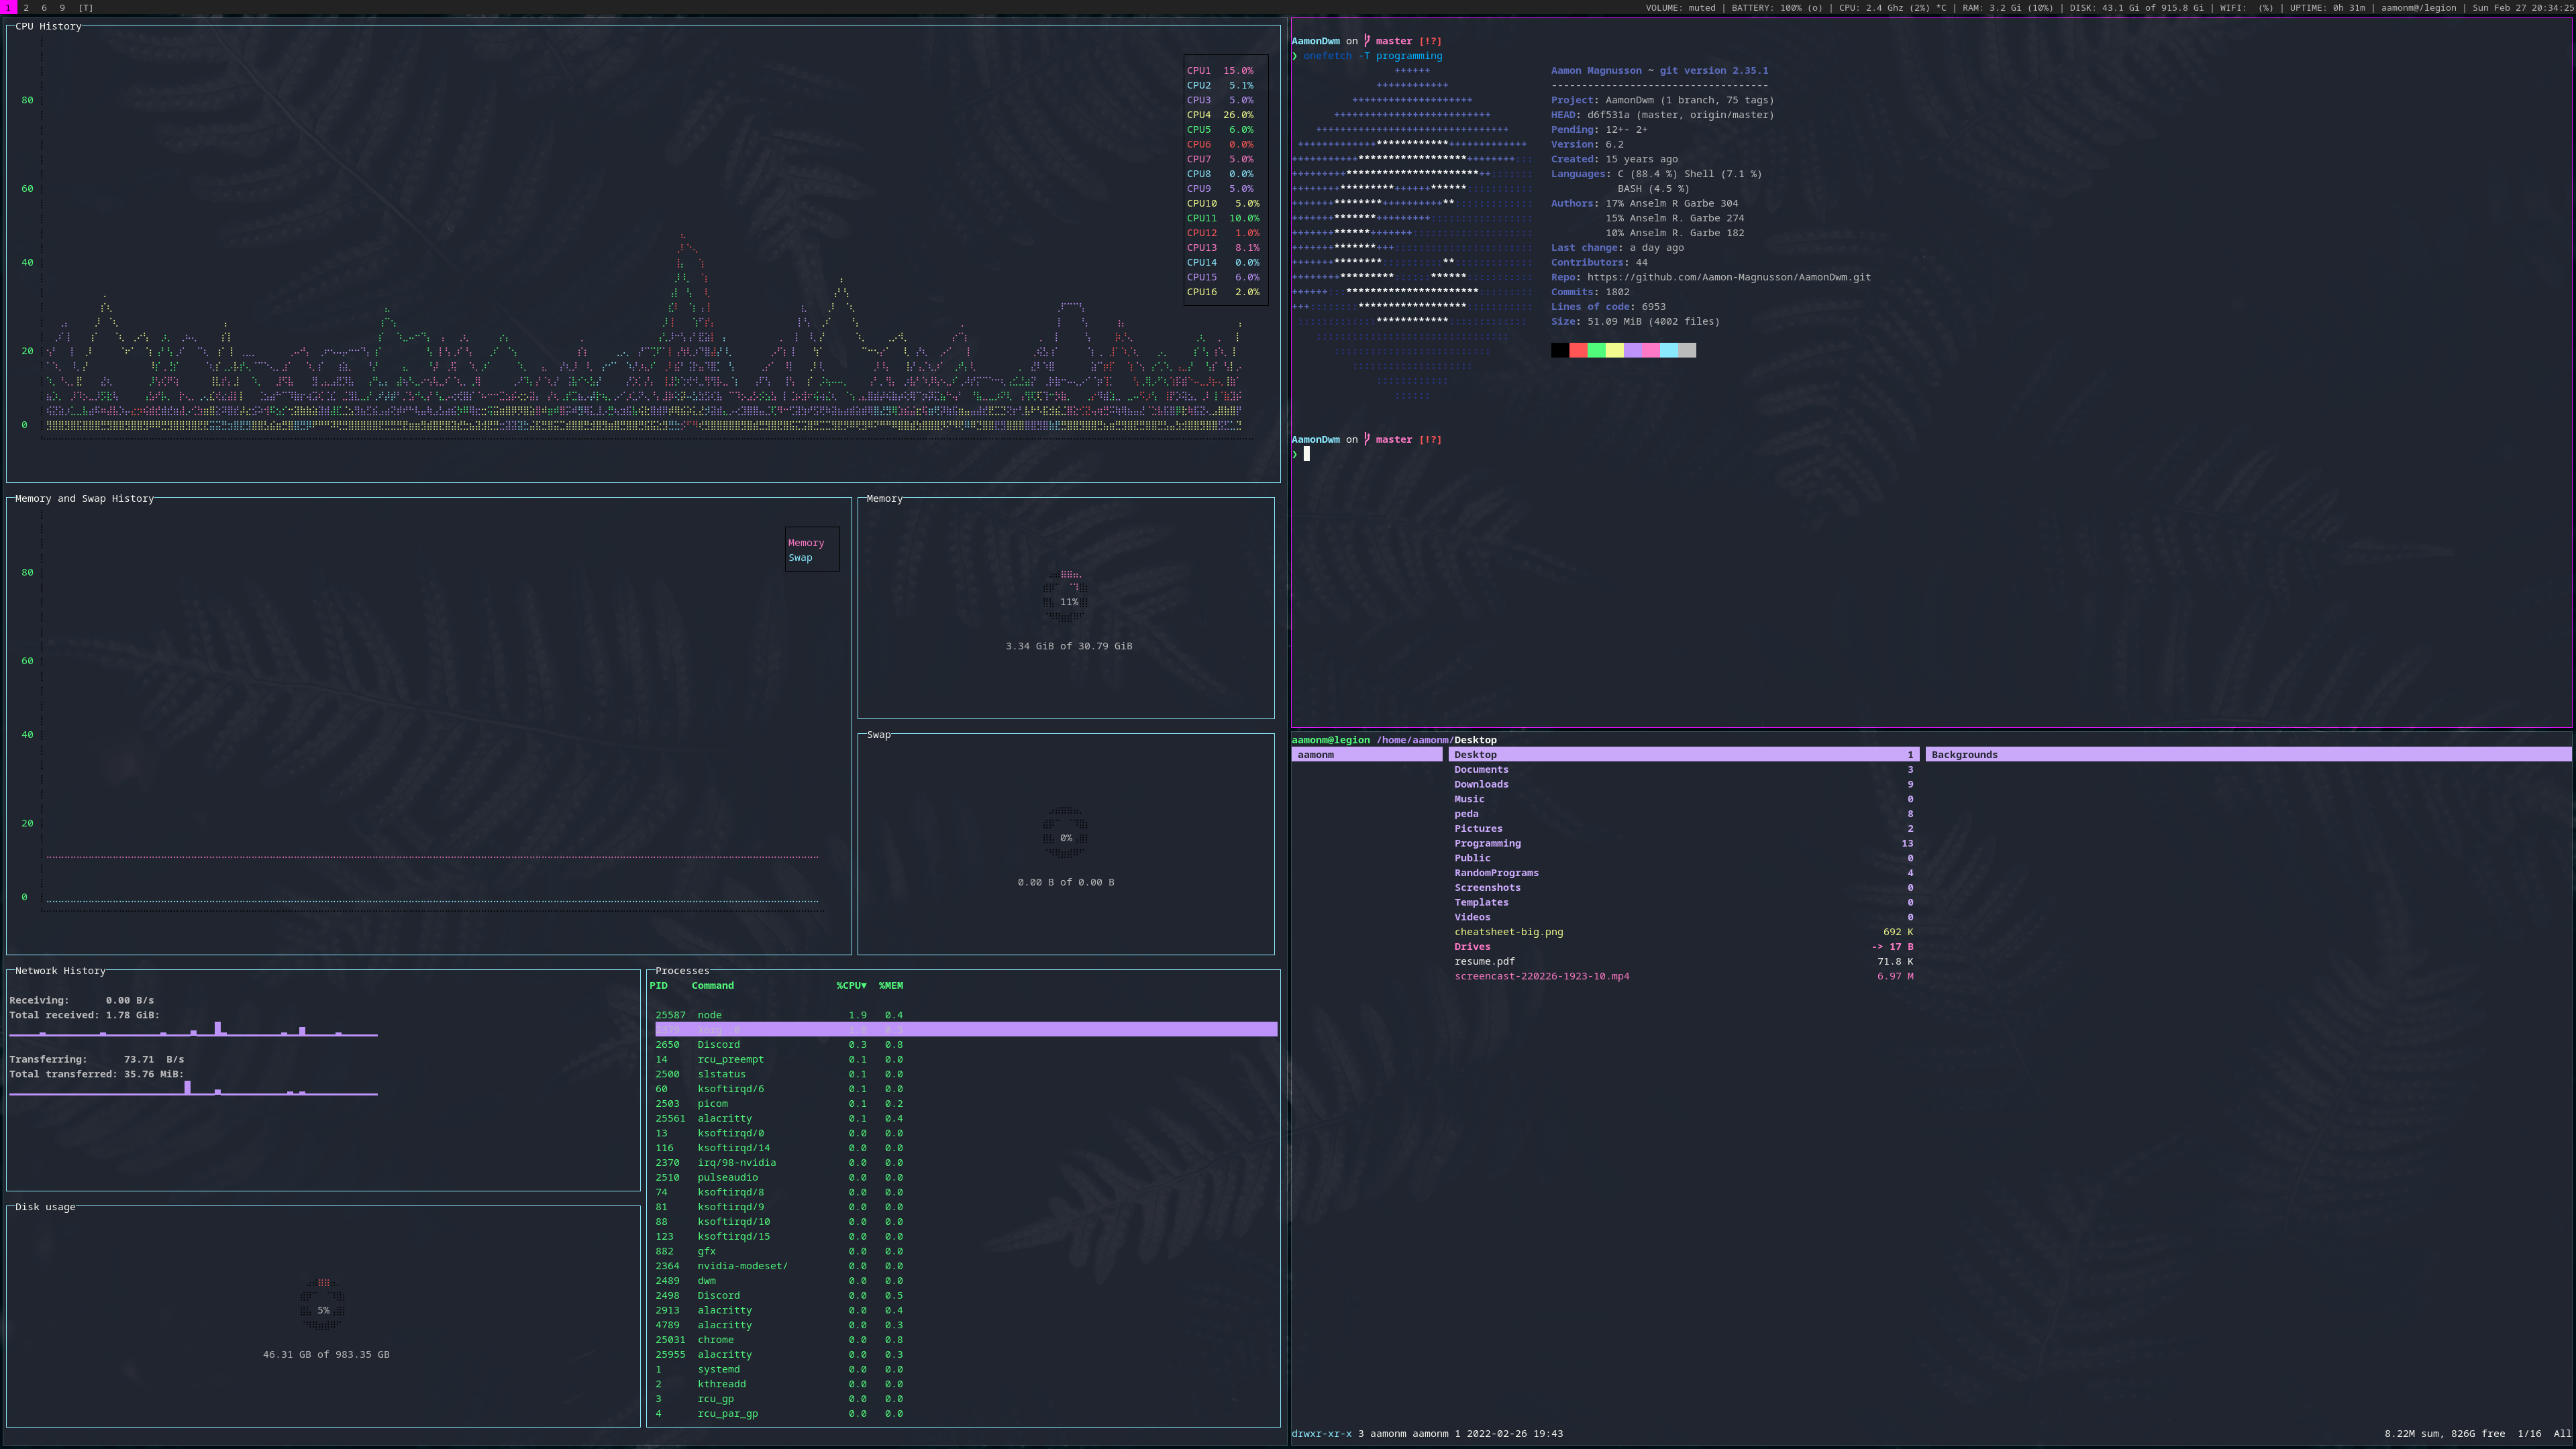 1 2 6 9 [T]
VOLUME: muted | BATTERY: 100% (o) | CPU: 2.4 Ghz (2%) *C | RAM: 3.2 Gi (10%) | DISK: 43.1 Gi of 915.8 Gi | WIFI: (%) | UPTIME: 0h 31m | aamonm@/legion | Sun Feb 27 20:34:25
CPU History
CPU1 15.0%
CPU2 5.1%
CPU3 5.0%
CPU4 26.0%
CPU5 6.0%
CPU6 0.0%
CPU7 5.0%
CPU8 0.0%
CPU9 5.0%
CPU10 5.0%
CPU11 10.0%
CPU12 1.0%
CPU13 8.1%
CPU14 0.0%
CPU15 6.0%
CPU16 2.0%
80
60
40
20
0
Memory and Swap History
Memory
Swap
80
60
40
20
0
Memory
11%
3.34 GiB of 30.79 GiB
Swap
0%
0.00 B of 0.00 B
Network History
Receiving: 0.00 B/s
Total received: 1.78 GiB:
Transferring: 73.71 B/s
Total transferred: 35.76 MiB:
Disk usage
5%
46.31 GB of 983.35 GB
Processes
PID Command %CPU▼ %MEM
25587 node 1.9 0.4
2650 Discord 0.3 0.8
14 rcu_preempt 0.1 0.0
2500 slstatus 0.1 0.0
60 ksoftirqd/6 0.1 0.0
2503 picom 0.1 0.2
25561 alacritty 0.1 0.4
13 ksoftirqd/0 0.0 0.0
116 ksoftirqd/14 0.0 0.0
2370 irq/98-nvidia 0.0 0.0
2510 pulseaudio 0.0 0.0
74 ksoftirqd/8 0.0 0.0
81 ksoftirqd/9 0.0 0.0
88 ksoftirqd/10 0.0 0.0
123 ksoftirqd/15 0.0 0.0
882 gfx 0.0 0.0
2364 nvidia-modeset/ 0.0 0.0
2489 dwm 0.0 0.0
2498 Discord 0.0 0.5
2913 alacritty 0.0 0.4
4789 alacritty 0.0 0.3
25031 chrome 0.0 0.8
25955 alacritty 0.0 0.3
1 systemd 0.0 0.0
2 kthreadd 0.0 0.0
3 rcu_gp 0.0 0.0
4 rcu_par_gp 0.0 0.0
AamonDwm on master [!?]
❯ onefetch -T programming
Aamon Magnusson ~ git version 2.35.1
------------------------------------
Project: AamonDwm (1 branch, 75 tags)
HEAD: d6f531a (master, origin/master)
Pending: 12+- 2+
Version: 6.2
Created: 15 years ago
Languages: C (88.4 %) Shell (7.1 %)
BASH (4.5 %)
Authors: 17% Anselm R Garbe 304
15% Anselm R. Garbe 274
10% Anselm R. Garbe 182
Last change: a day ago
Contributors: 44
Repo: https://github.com/Aamon-Magnusson/AamonDwm.git
Commits: 1802
Lines of code: 6953
Size: 51.09 MiB (4002 files)
AamonDwm on master [!?]
❯
aamonm@legion /home/aamonm/Desktop
aamonm Desktop 1 Backgrounds
Documents 3
Downloads 9
Music 0
peda 8
Pictures 2
Programming 13
Public 0
RandomPrograms 4
Screenshots 0
Templates 0
Videos 0
cheatsheet-big.png 692 K
Drives -> 17 B
resume.pdf 71.8 K
screencast-220226-1923-10.mp4 6.97 M
drwxr-xr-x 3 aamonm aamonm 1 2022-02-26 19:43 8.22M sum, 826G free 1/16 All